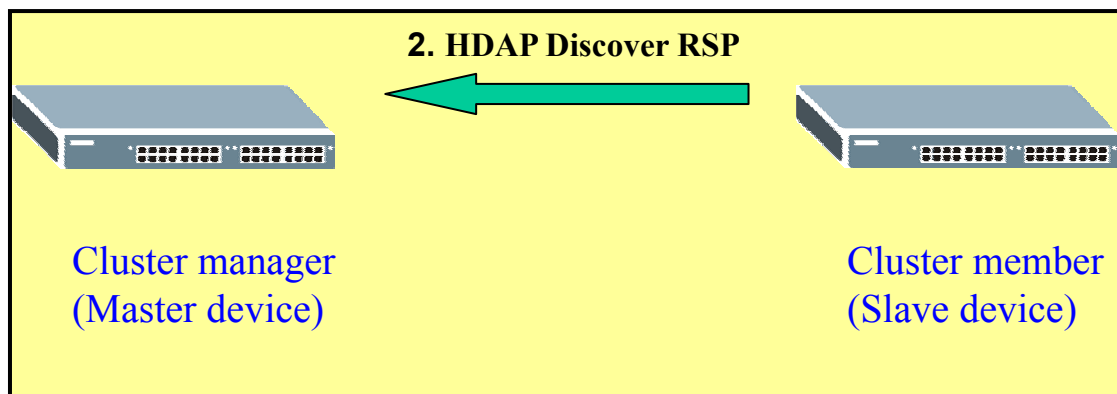 2. HDAP Discover RSP
Cluster manager
(Master device)
Cluster member
(Slave device)